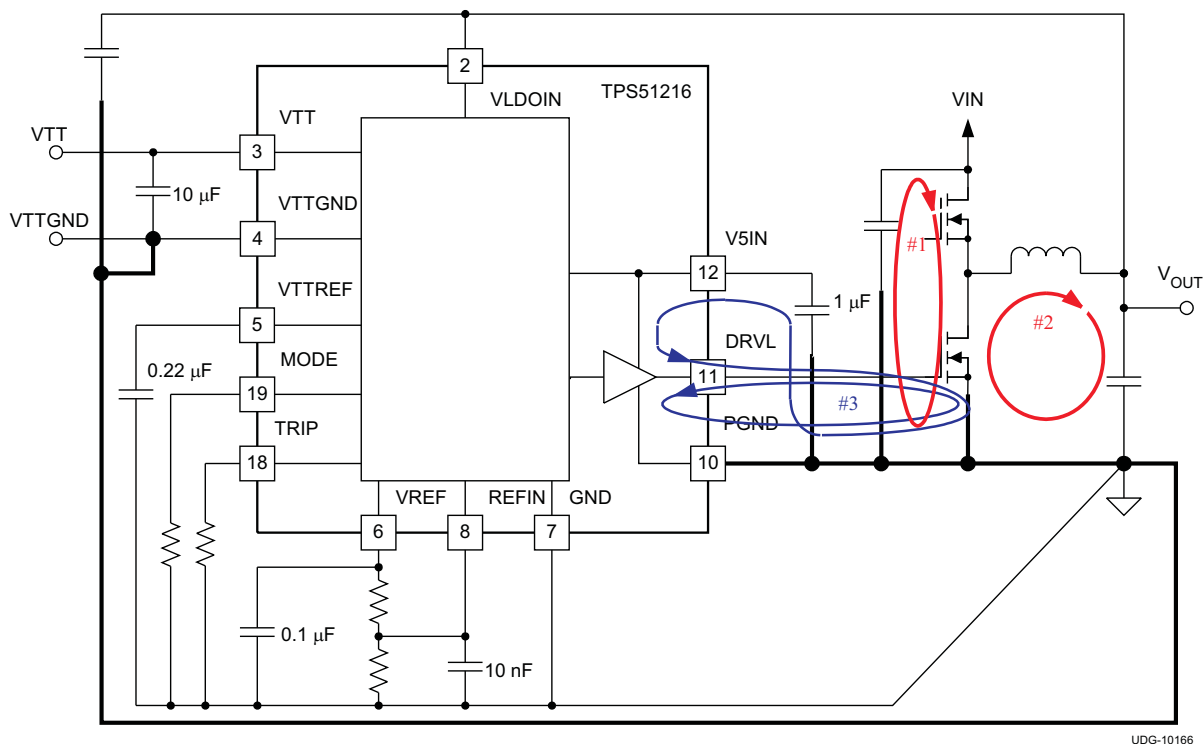 2
TPS51216
VLDOIN
VIN
VTT
VTT
3
10 µF
#1
VTTGND
VTTGND
4
V5IN
12
VOUT
VTTREF
1 µF
#2
5
DRVL
MODE
0.22 µF
11
19
#3
TRIP
PGND
18
10
VREF
REFIN
GND
6
8
7
0.1 µF
10 nF
UDG-10166